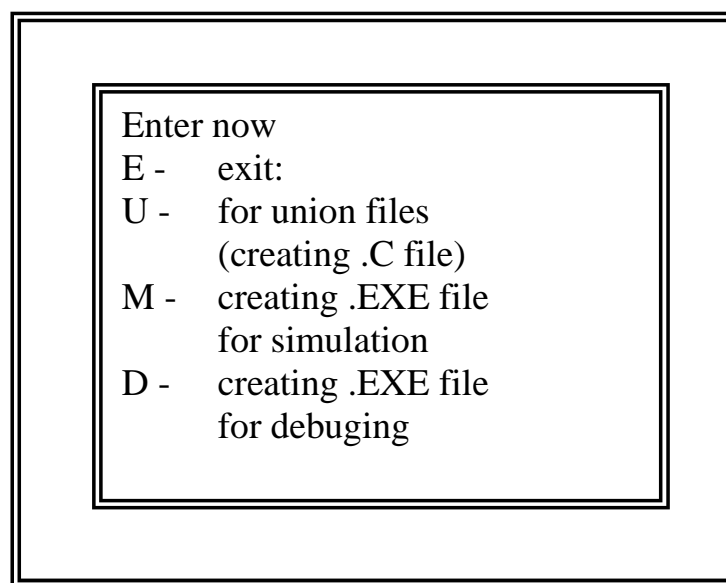 Enter now
E - exit:
U - for union files
(creating .C file)
M - creating .EXE file
for simulation
D - creating .EXE file
for debuging